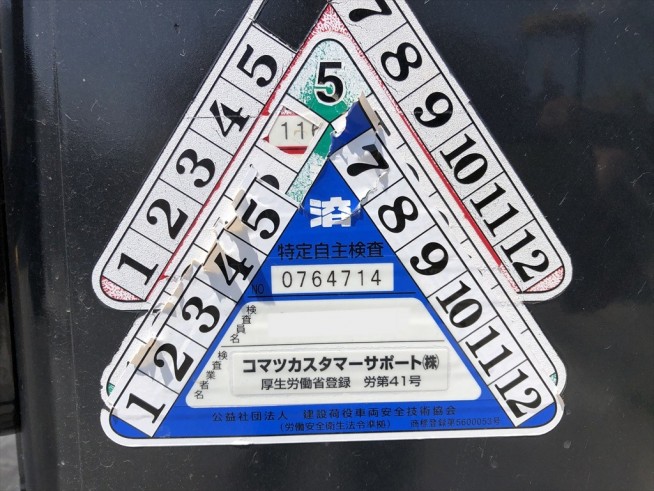 7
8
9
10
11
12
5
4
3
2
1
5
7
8
9
10
11
12
5
4
3
2
1
済
特定自主検査
NO. 0764714
検査員名
検査業者名
コマツカスタマーサポート㈱
厚生労働省登録 労第41号
公益社団法人 建設荷役車両安全技術協会
(労働安全衛生法令準拠)